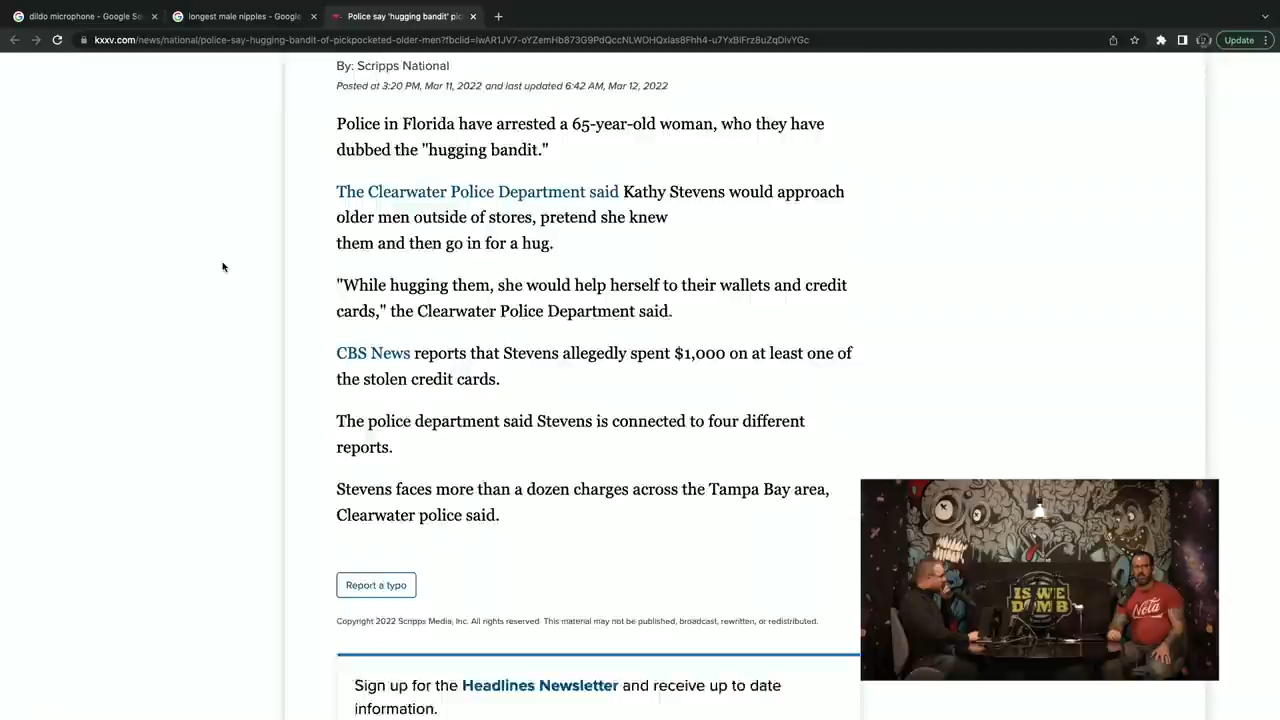 dildo microphone - Google Se
longest male nipples - Google
Police say 'hugging bandit' pic
kxxv.com/news/national/police-say-hugging-bandit-of-pickpocketed-older-men?fbclid=IwAR1JV7-oYZemHb873G9PdQccNLWOHQxIas8Fhh4-u7YxBIFrz8uZqDivYGc
Update
By: Scripps National
Posted at 3:20 PM, Mar 11, 2022 and last updated 6:42 AM, Mar 12, 2022
Police in Florida have arrested a 65-year-old woman, who they have
dubbed the "hugging bandit."
The Clearwater Police Department said Kathy Stevens would approach
older men outside of stores, pretend she knew
them and then go in for a hug.
"While hugging them, she would help herself to their wallets and credit
cards," the Clearwater Police Department said.
CBS News reports that Stevens allegedly spent $1,000 on at least one of
the stolen credit cards.
The police department said Stevens is connected to four different
reports.
Stevens faces more than a dozen charges across the Tampa Bay area,
Clearwater police said.
Report a typo
Copyright 2022 Scripps Media, Inc. All rights reserved. This material may not be published, broadcast, rewritten, or redistributed.
IS WE
DOMB
Nota
Sign up for the Headlines Newsletter and receive up to date
information.